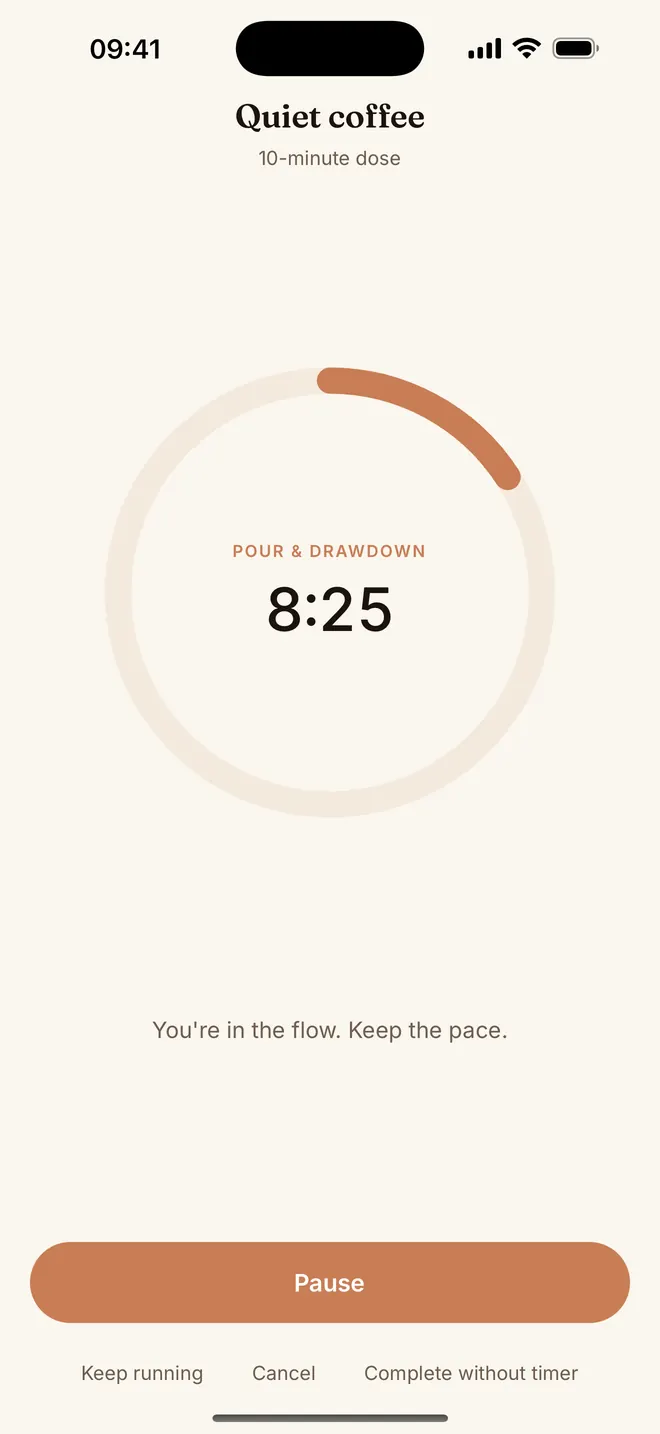 09:41
Quiet coffee
10-minute dose
POUR & DRAWDOWN
8:25
You're in the flow. Keep the pace.
Pause
Keep running Cancel Complete without timer